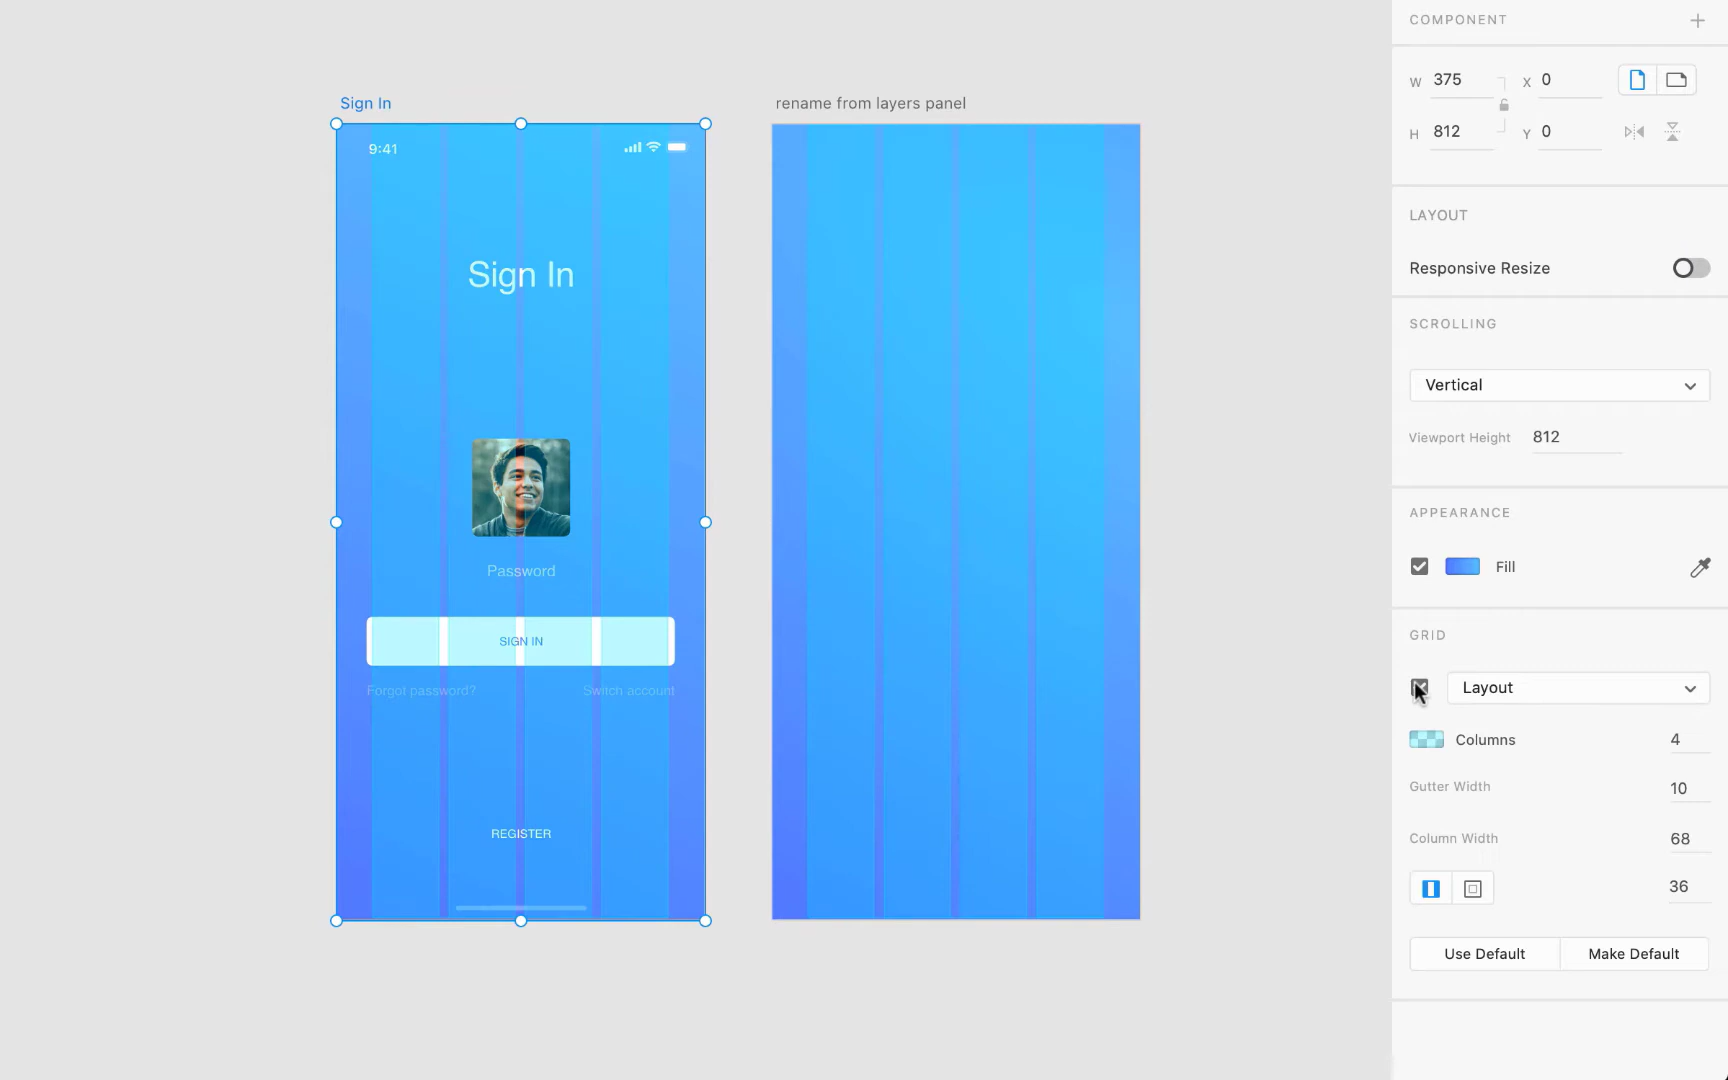 COMPONENT
W 375 X 0
H 812 Y 0
LAYOUT
Responsive Resize
SCROLLING
Vertical
Viewport Height 812
APPEARANCE
Fill
GRID
Layout
Columns 4
Gutter Width 10
Column Width 68
36
Use Default Make Default
Sign In
9:41
Sign In
Password
SIGN IN
Forgot password? Switch account
REGISTER
rename from layers panel